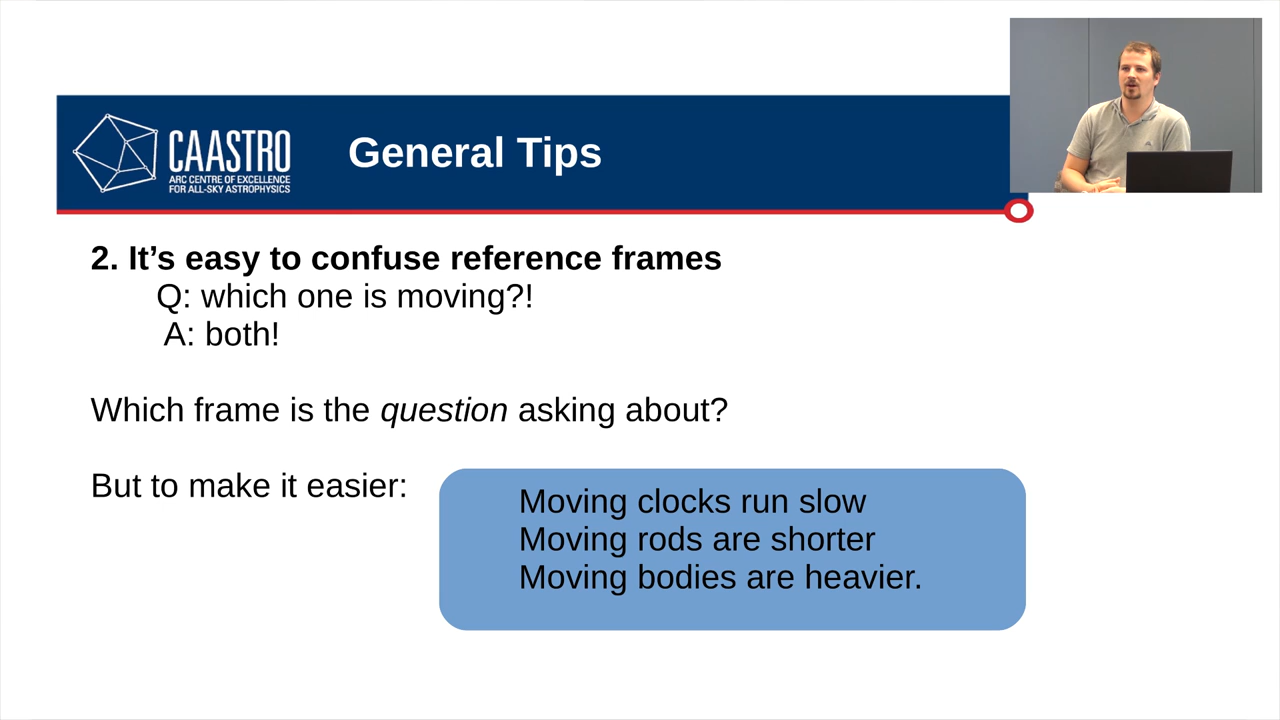 CAASTRO
ARC CENTRE OF EXCELLENCE
FOR ALL-SKY ASTROPHYSICS
General Tips
2. It’s easy to confuse reference frames
Q: which one is moving?!
A: both!
Which frame is the question asking about?
But to make it easier:
Moving clocks run slow
Moving rods are shorter
Moving bodies are heavier.